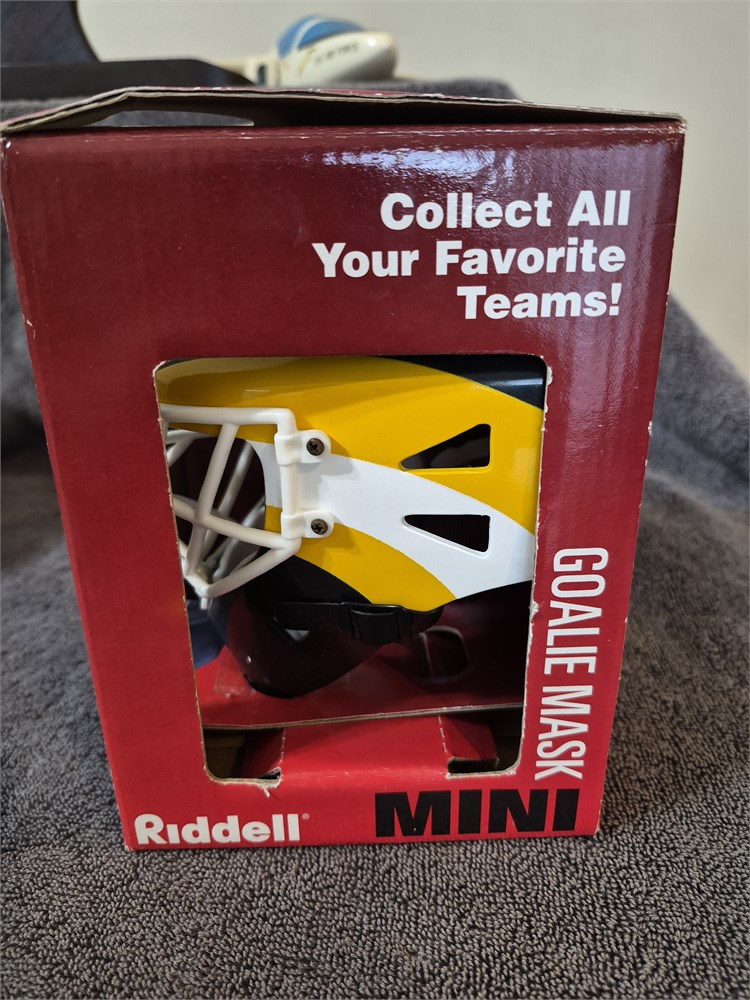 Collect All
Your Favorite
Teams!
GOALIE MASK
Riddell®
MINI